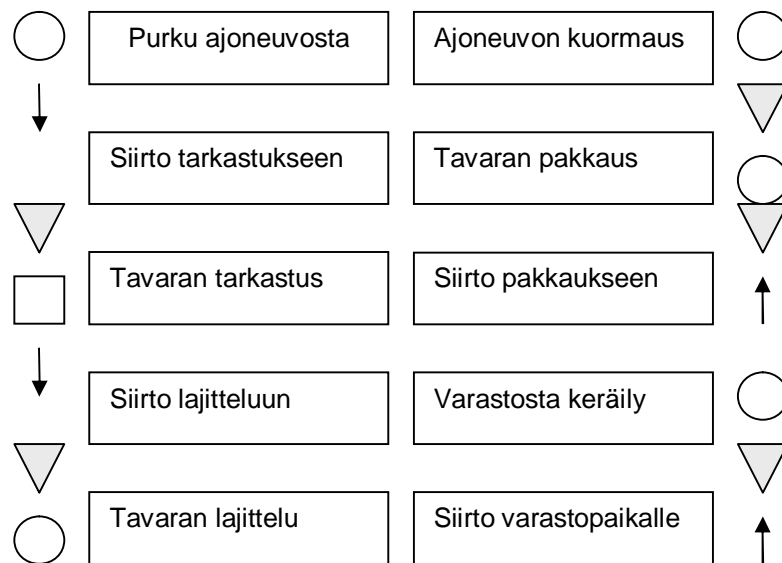 Purku ajoneuvosta
Ajoneuvon kuormaus
Siirto tarkastukseen
Tavaran pakkaus
Tavaran tarkastus
Siirto pakkaukseen
Siirto lajitteluun
Varastosta keräily
Tavaran lajittelu
Siirto varastopaikalle